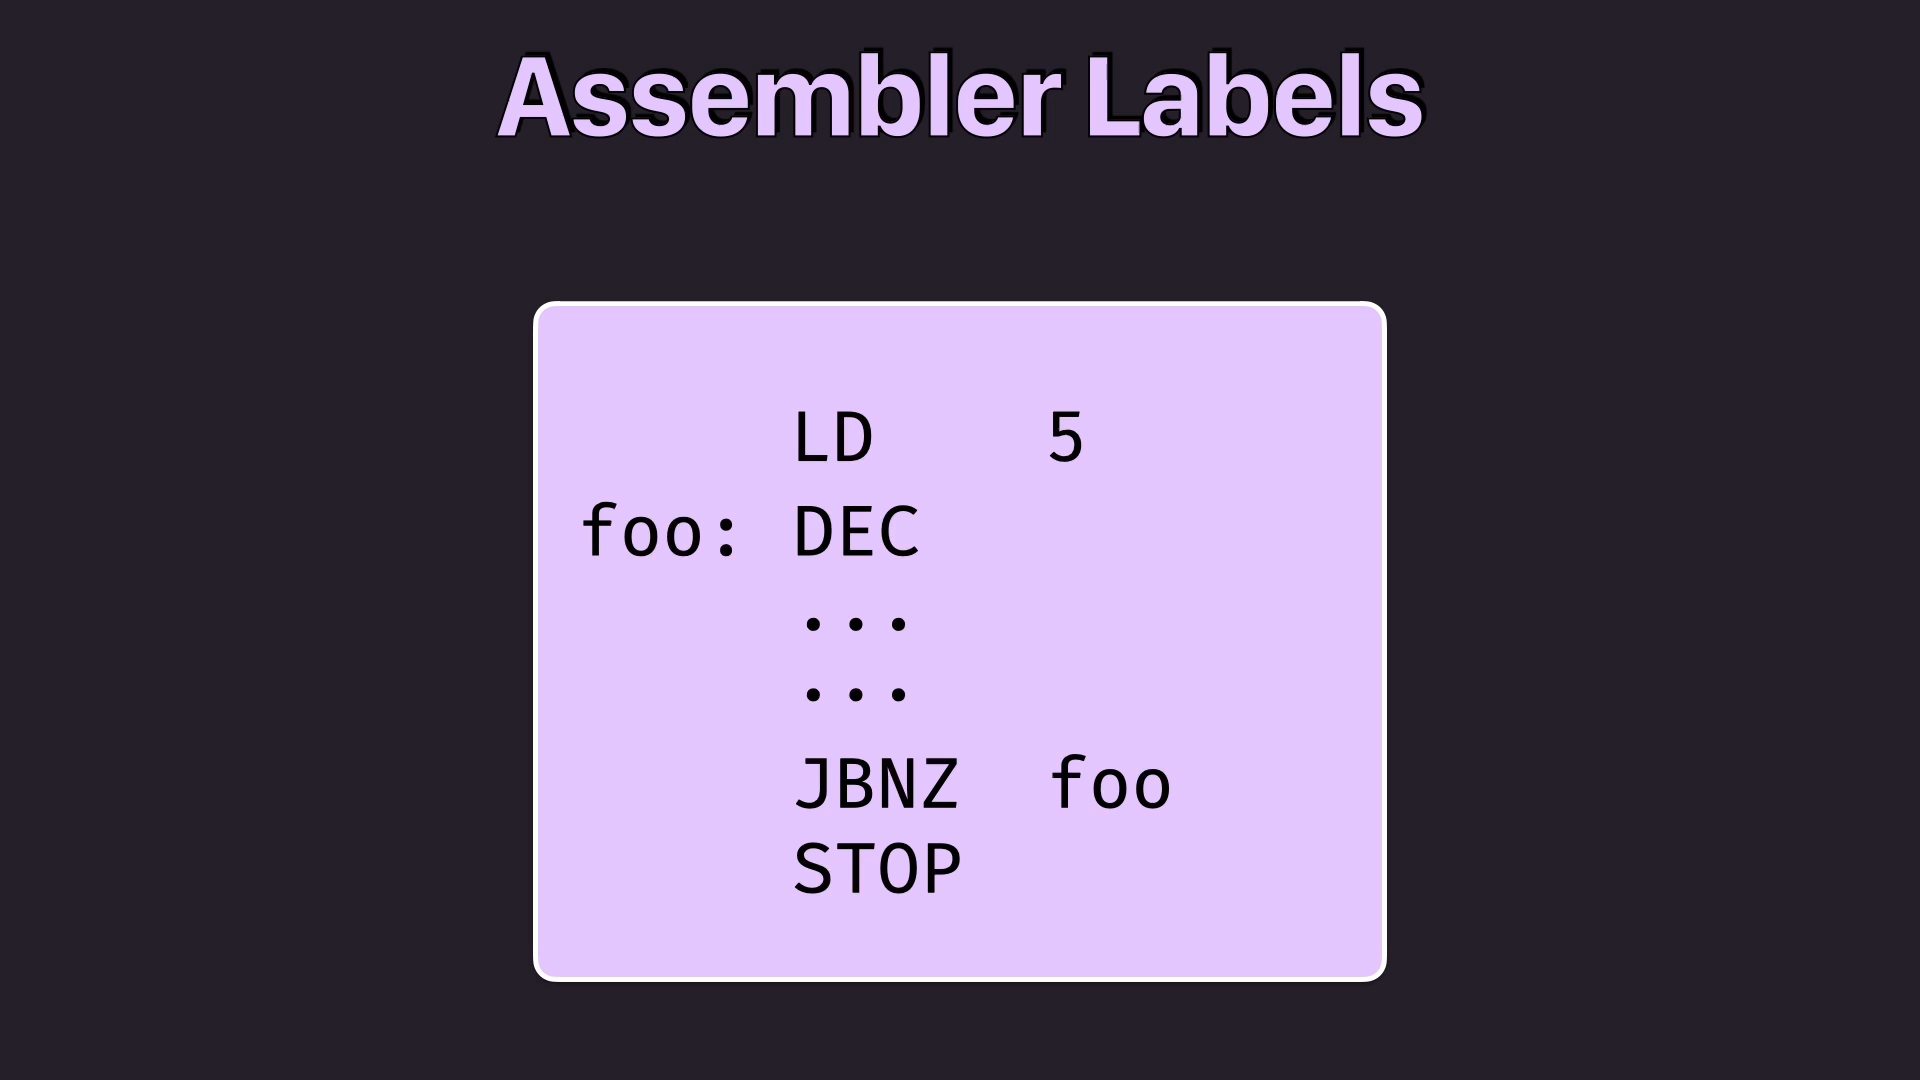 Assembler Labels
LD 5
foo: DEC
...
...
JBNZ foo
STOP